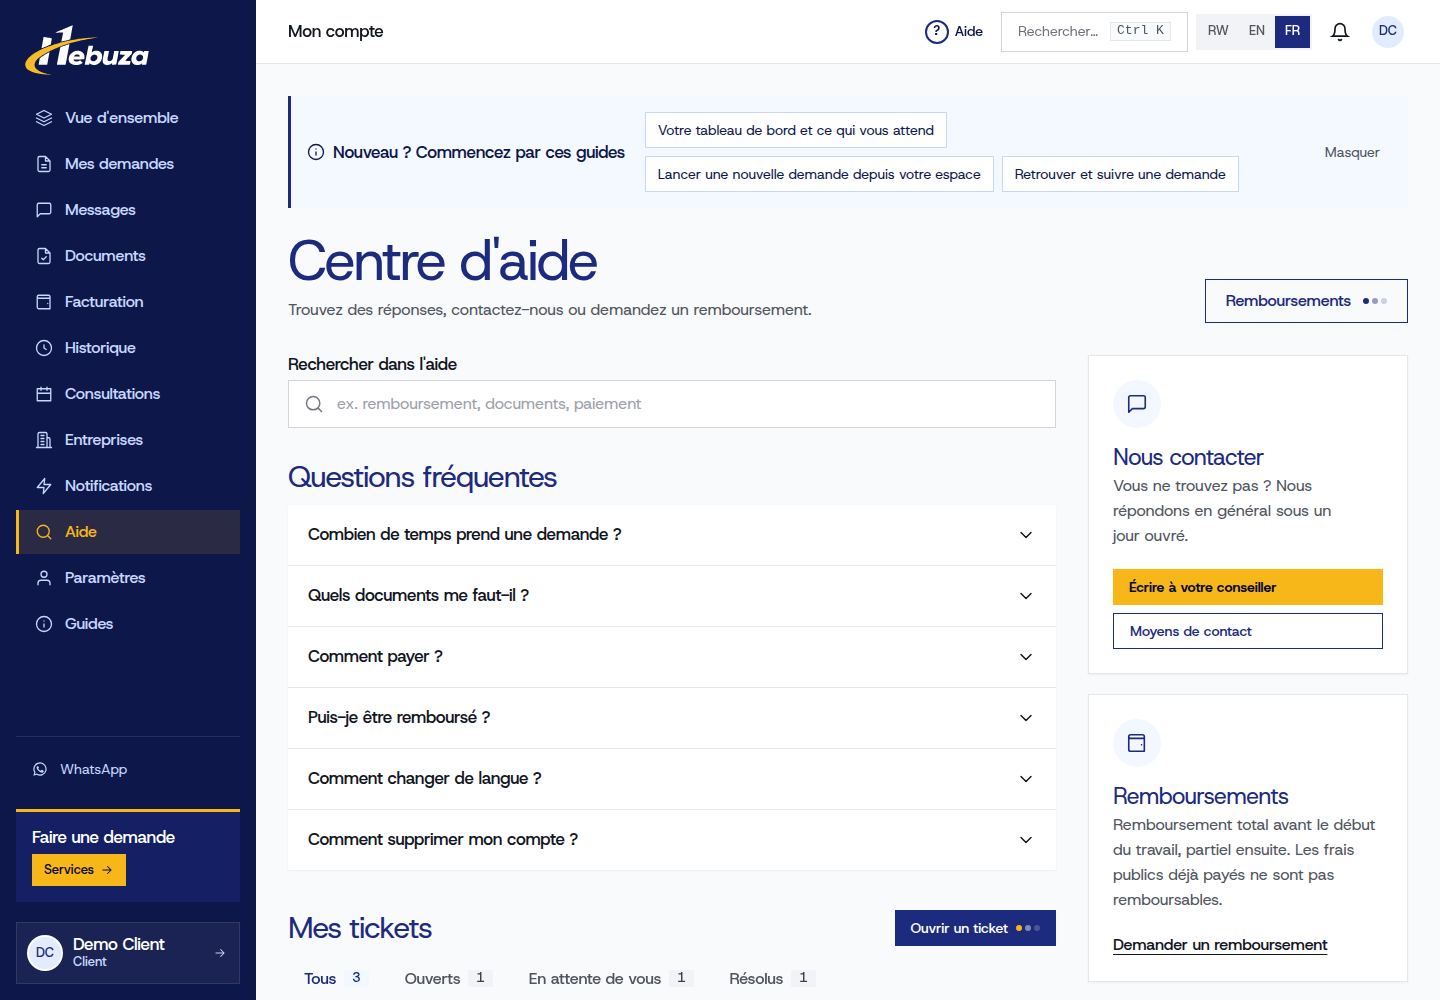 Hebuza
Vue d'ensemble
Mes demandes
Messages
Documents
Facturation
Historique
Consultations
Entreprises
Notifications
Aide
Paramètres
Guides
WhatsApp
Faire une demande
Services →
DC
Demo Client
Client
Mon compte
? Aide
Rechercher... Ctrl K
RW EN FR
DC
Nouveau ? Commencez par ces guides
Votre tableau de bord et ce qui vous attend
Lancer une nouvelle demande depuis votre espace
Retrouver et suivre une demande
Masquer
Centre d'aide
Trouvez des réponses, contactez-nous ou demandez un remboursement.
Remboursements
Rechercher dans l'aide
ex. remboursement, documents, paiement
Questions fréquentes
Combien de temps prend une demande ?
Quels documents me faut-il ?
Comment payer ?
Puis-je être remboursé ?
Comment changer de langue ?
Comment supprimer mon compte ?
Mes tickets
Ouvrir un ticket
Tous 3
Ouverts 1
En attente de vous 1
Résolus 1
Nous contacter
Vous ne trouvez pas ? Nous
répondons en général sous un
jour ouvré.
Écrire à votre conseiller
Moyens de contact
Remboursements
Remboursement total avant le début
du travail, partiel ensuite. Les frais
publics déjà payés ne sont pas
remboursables.
Demander un remboursement